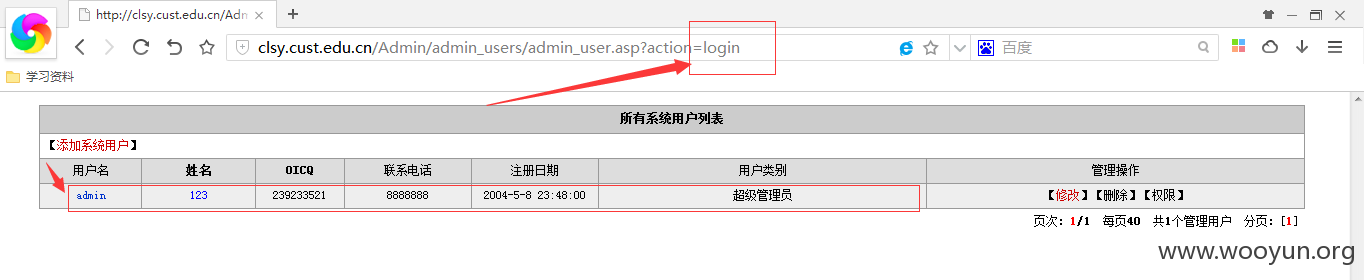 http://clsy.cust.edu.cn/Adn
clsy.cust.edu.cn/Admin/admin_users/admin_user.asp?action=login
百度
学习资料
所有系统用户列表
【添加系统用户】
用户名 姓名 OICQ 联系电话 注册日期 用户类别 管理操作
admin 123 239233521 8888888 2004-5-8 23:48:00 超级管理员 【修改】【删除】【权限】
页次：1/1 每页40 共1个管理用户 分页：[1]
www.wooyun.org